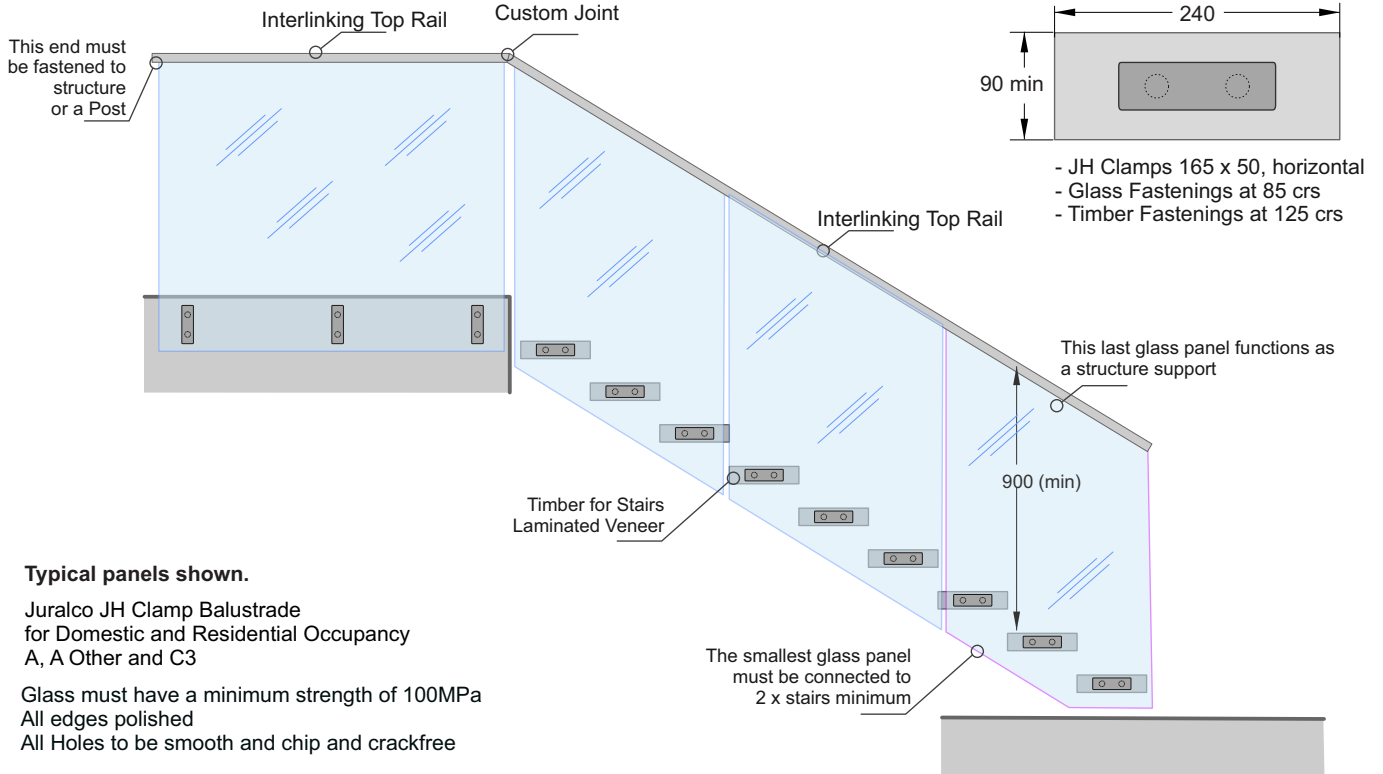 Interlinking Top Rail
Custom Joint
This end must
be fastened to
structure
or a Post
240
90 min
- JH Clamps 165 x 50, horizontal
- Glass Fastenings at 85 crs
- Timber Fastenings at 125 crs
Interlinking Top Rail
This last glass panel functions as
a structure support
900 (min)
Timber for Stairs
Laminated Veneer
Typical panels shown.
Juralco JH Clamp Balustrade
for Domestic and Residential Occupancy
A, A Other and C3
Glass must have a minimum strength of 100MPa
All edges polished
All Holes to be smooth and chip and crackfree
The smallest glass panel
must be connected to
2 x stairs minimum